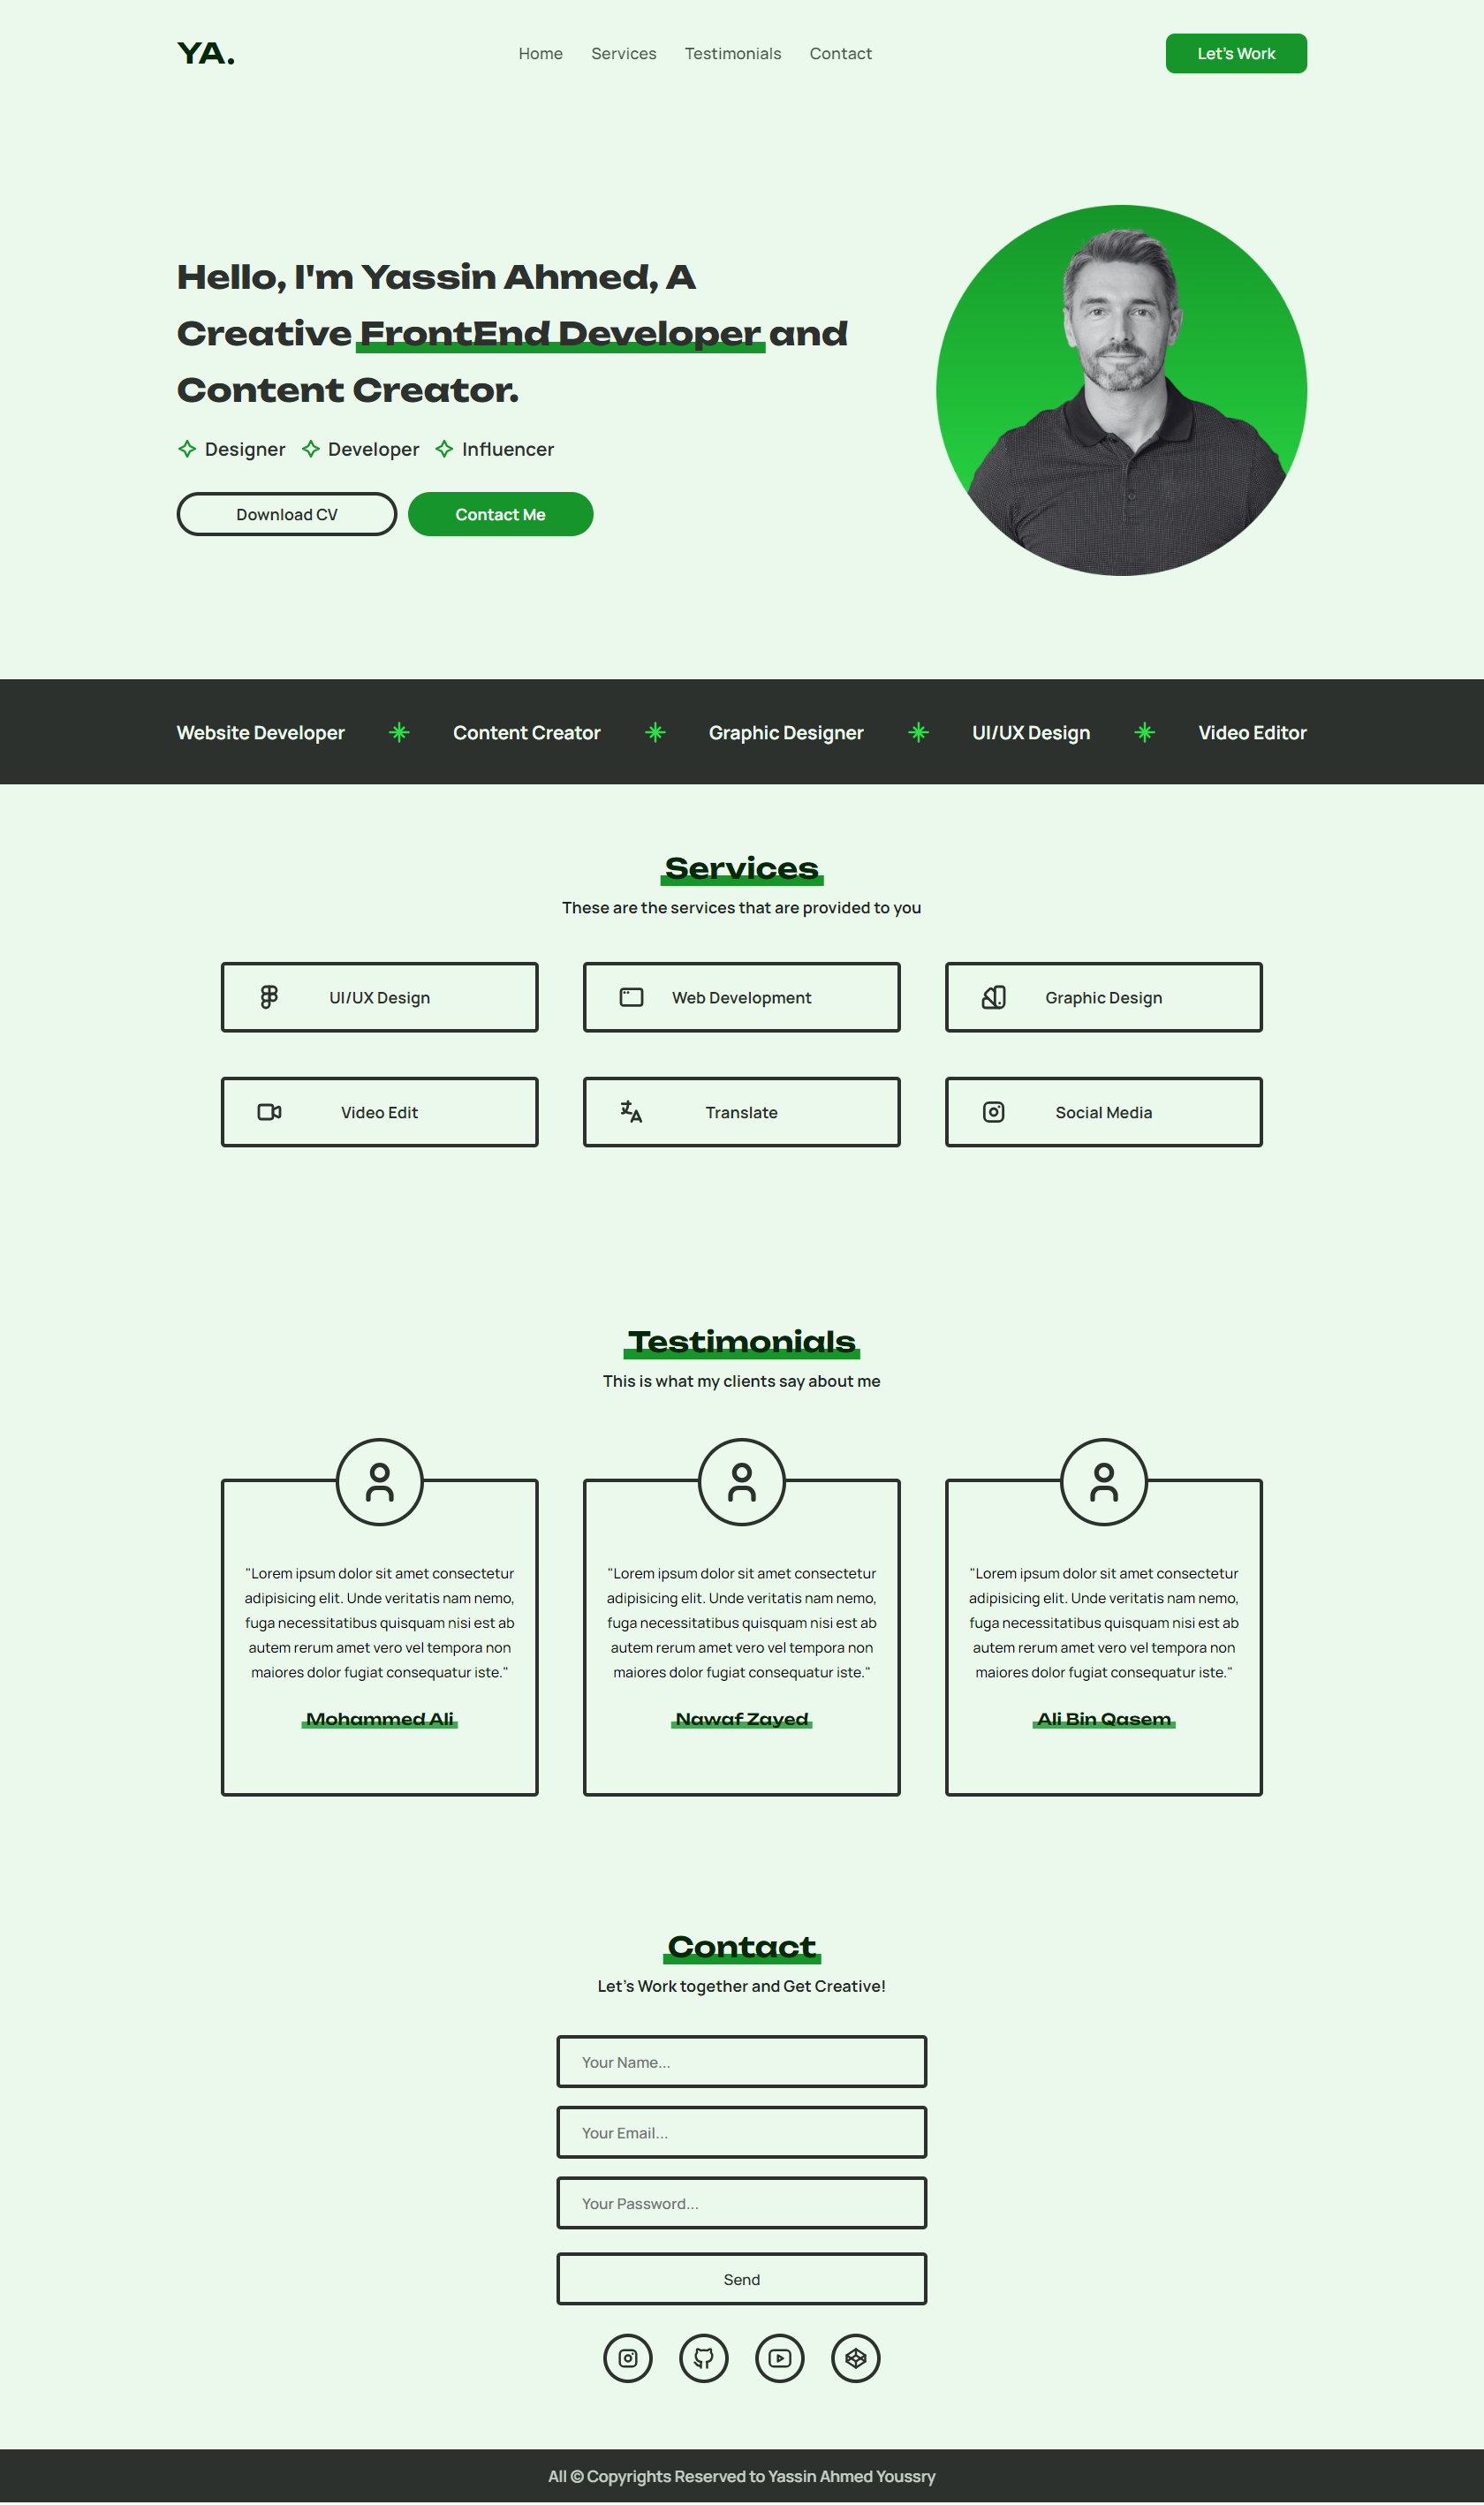 YA.
Home
Services
Testimonials
Contact
Let's Work
Hello, I'm Yassin Ahmed, A
Creative FrontEnd Developer and
Content Creator.
Designer
Developer
Influencer
Download CV
Contact Me
Website Developer
Content Creator
Graphic Designer
UI/UX Design
Video Editor
Services
These are the services that are provided to you
UI/UX Design
Web Development
Graphic Design
Video Edit
Translate
Social Media
Testimonials
This is what my clients say about me
"Lorem ipsum dolor sit amet consectetur
adipisicing elit. Unde veritatis nam nemo,
fuga necessitatibus quisquam nisi est ab
autem rerum amet vero vel tempora non
maiores dolor fugiat consequatur iste."
Mohammed Ali
"Lorem ipsum dolor sit amet consectetur
adipisicing elit. Unde veritatis nam nemo,
fuga necessitatibus quisquam nisi est ab
autem rerum amet vero vel tempora non
maiores dolor fugiat consequatur iste."
Nawaf Zayed
"Lorem ipsum dolor sit amet consectetur
adipisicing elit. Unde veritatis nam nemo,
fuga necessitatibus quisquam nisi est ab
autem rerum amet vero vel tempora non
maiores dolor fugiat consequatur iste."
Ali Bin Qasem
Contact
Let's Work together and Get Creative!
Your Name...
Your Email...
Your Password...
Send
All © Copyrights Reserved to Yassin Ahmed Youssry